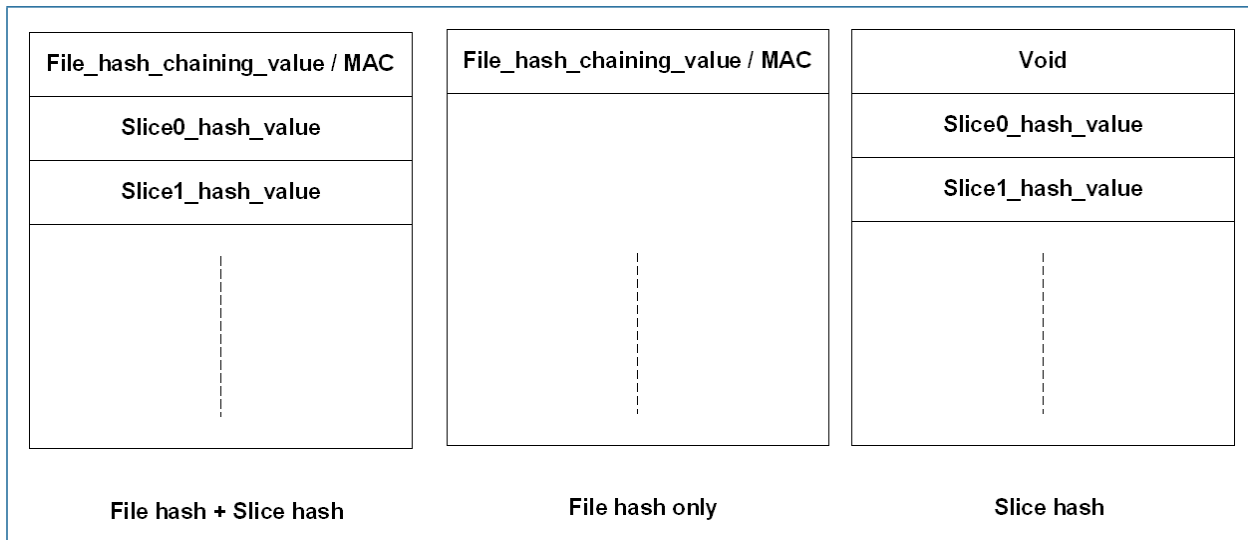 File_hash_chaining_value / MAC
Slice0_hash_value
Slice1_hash_value
File hash + Slice hash
File_hash_chaining_value / MAC
File hash only
Void
Slice0_hash_value
Slice1_hash_value
Slice hash